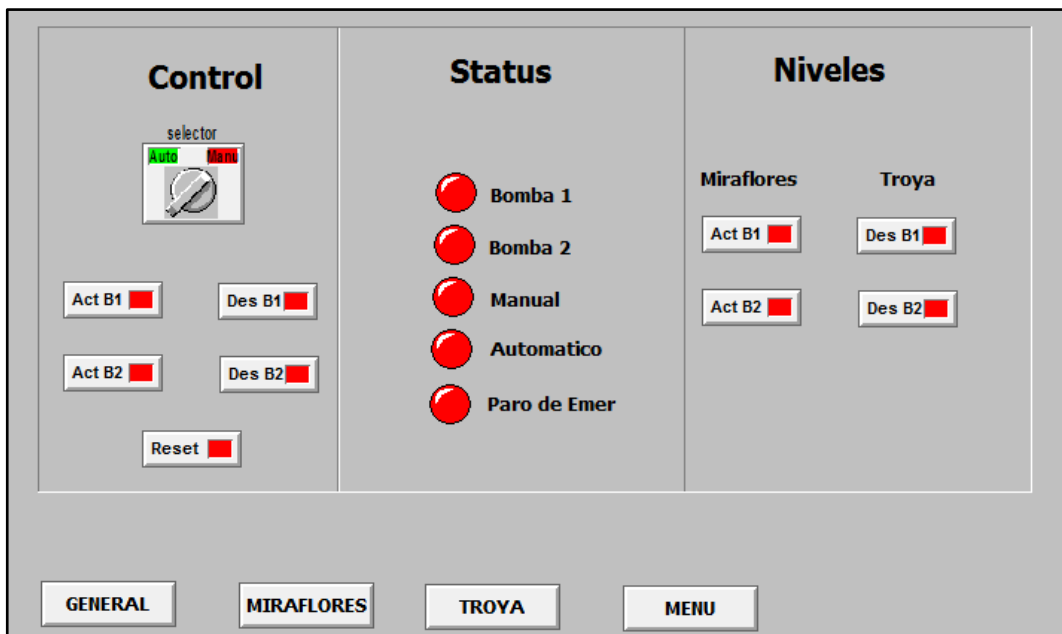 Control
selector
Auto Manu
Act B1 Des B1
Act B2 Des B2
Reset
Status
Bomba 1
Bomba 2
Manual
Automatico
Paro de Emer
Niveles
Miraflores Troya
Act B1 Des B1
Act B2 Des B2
GENERAL MIRAFLORES TROYA MENU